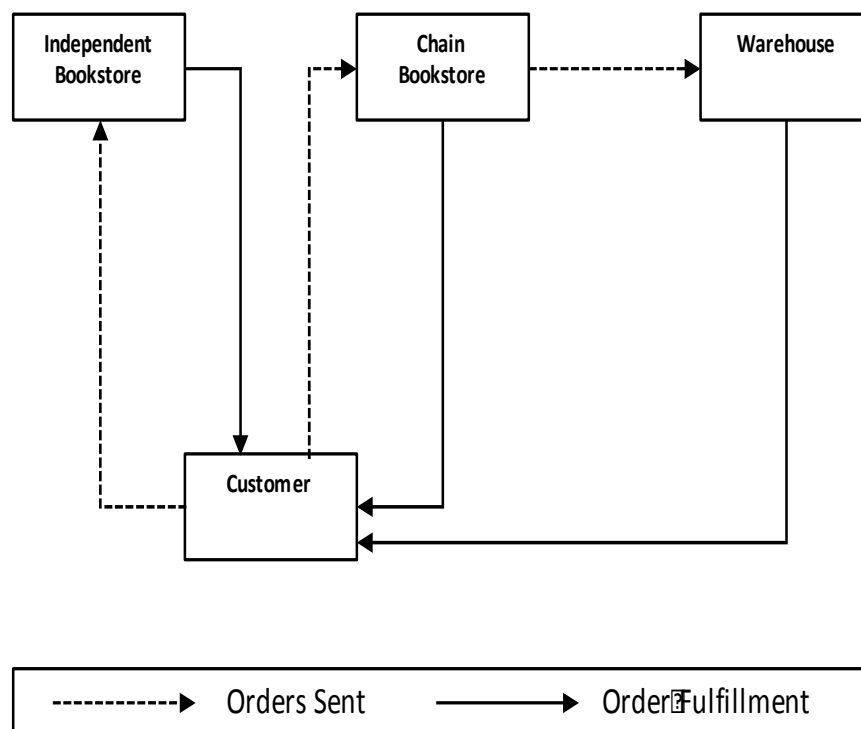 Independent
Bookstore
Chain
Bookstore
Warehouse
Customer
Orders Sent
Order Fulfillment